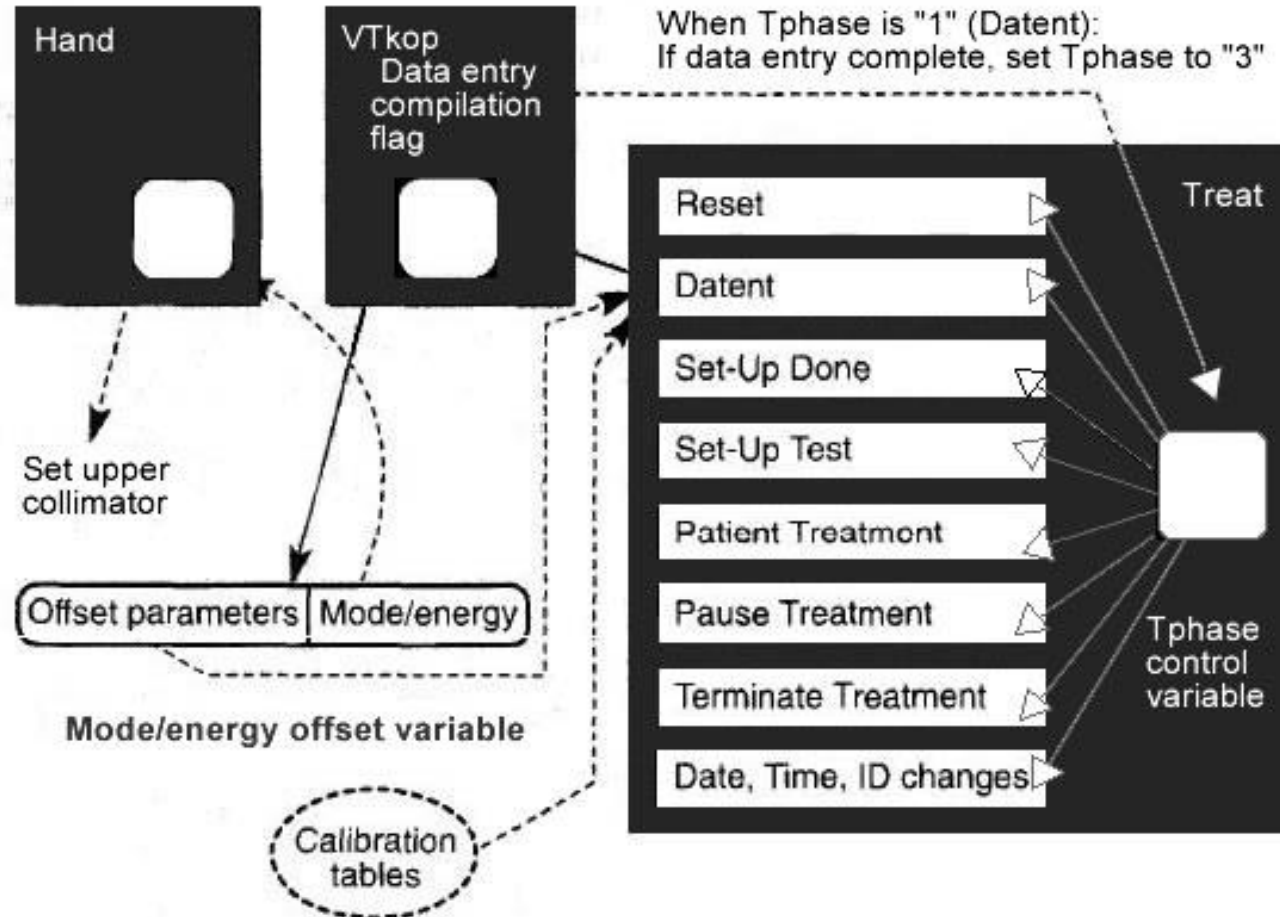 Hand
VTkop
Data entry
compilation
flag
When Tphase is "1" (Datent):
If data entry complete, set Tphase to "3"
Treat
Reset
Datent
Set-Up Done
Set-Up Test
Patient Treatmont
Pause Treatment
Terminate Treatment
Date, Time, ID changes
Tphase
control
variable
Set upper
collimator
Offset parameters
Mode/energy
Mode/energy offset variable
Calibration
tables